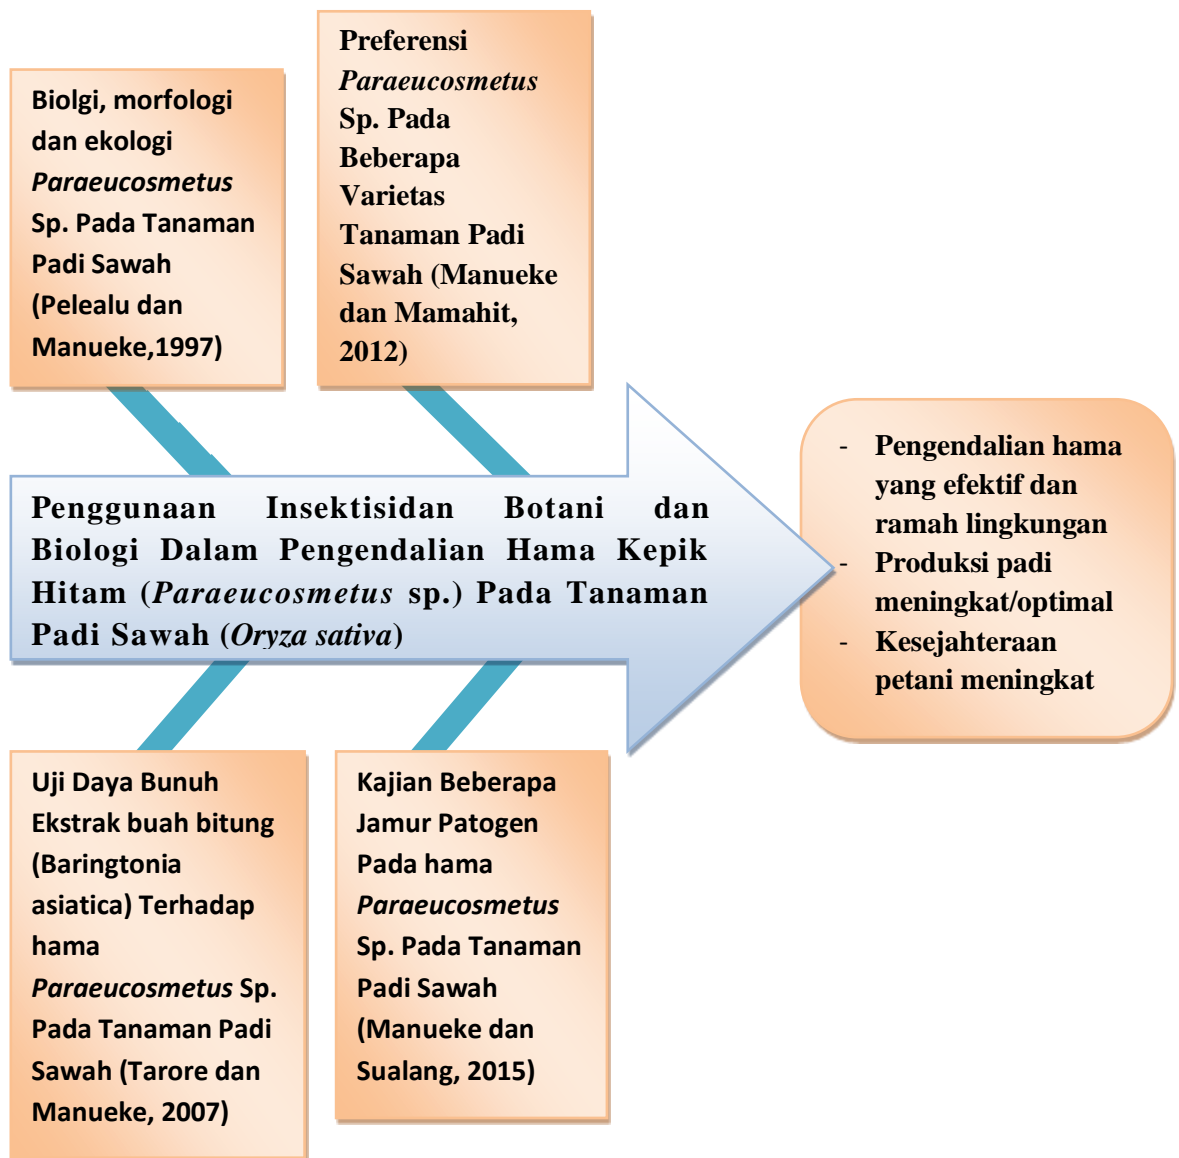 Biolgi, morfologi
dan ekologi
Paraeucosmetus
Sp. Pada Tanaman
Padi Sawah
(Pelealu dan
Manueke,1997)
Preferensi
Paraeucosmetus
Sp. Pada
Beberapa
Varietas
Tanaman Padi
Sawah (Manueke
dan Mamahit,
2012)
Penggunaan Insektisidan Botani dan
Biologi Dalam Pengendalian Hama Kepik
Hitam (Paraeucosmetus sp.) Pada Tanaman
Padi Sawah (Oryza sativa)
- Pengendalian hama
yang efektif dan
ramah lingkungan
- Produksi padi
meningkat/optimal
- Kesejahteraan
petani meningkat
Uji Daya Bunuh
Ekstrak buah bitung
(Baringtonia
asiatica) Terhadap
hama
Paraeucosmetus Sp.
Pada Tanaman Padi
Sawah (Tarore dan
Manueke, 2007)
Kajian Beberapa
Jamur Patogen
Pada hama
Paraeucosmetus
Sp. Pada Tanaman
Padi Sawah
(Manueke dan
Sualang, 2015)